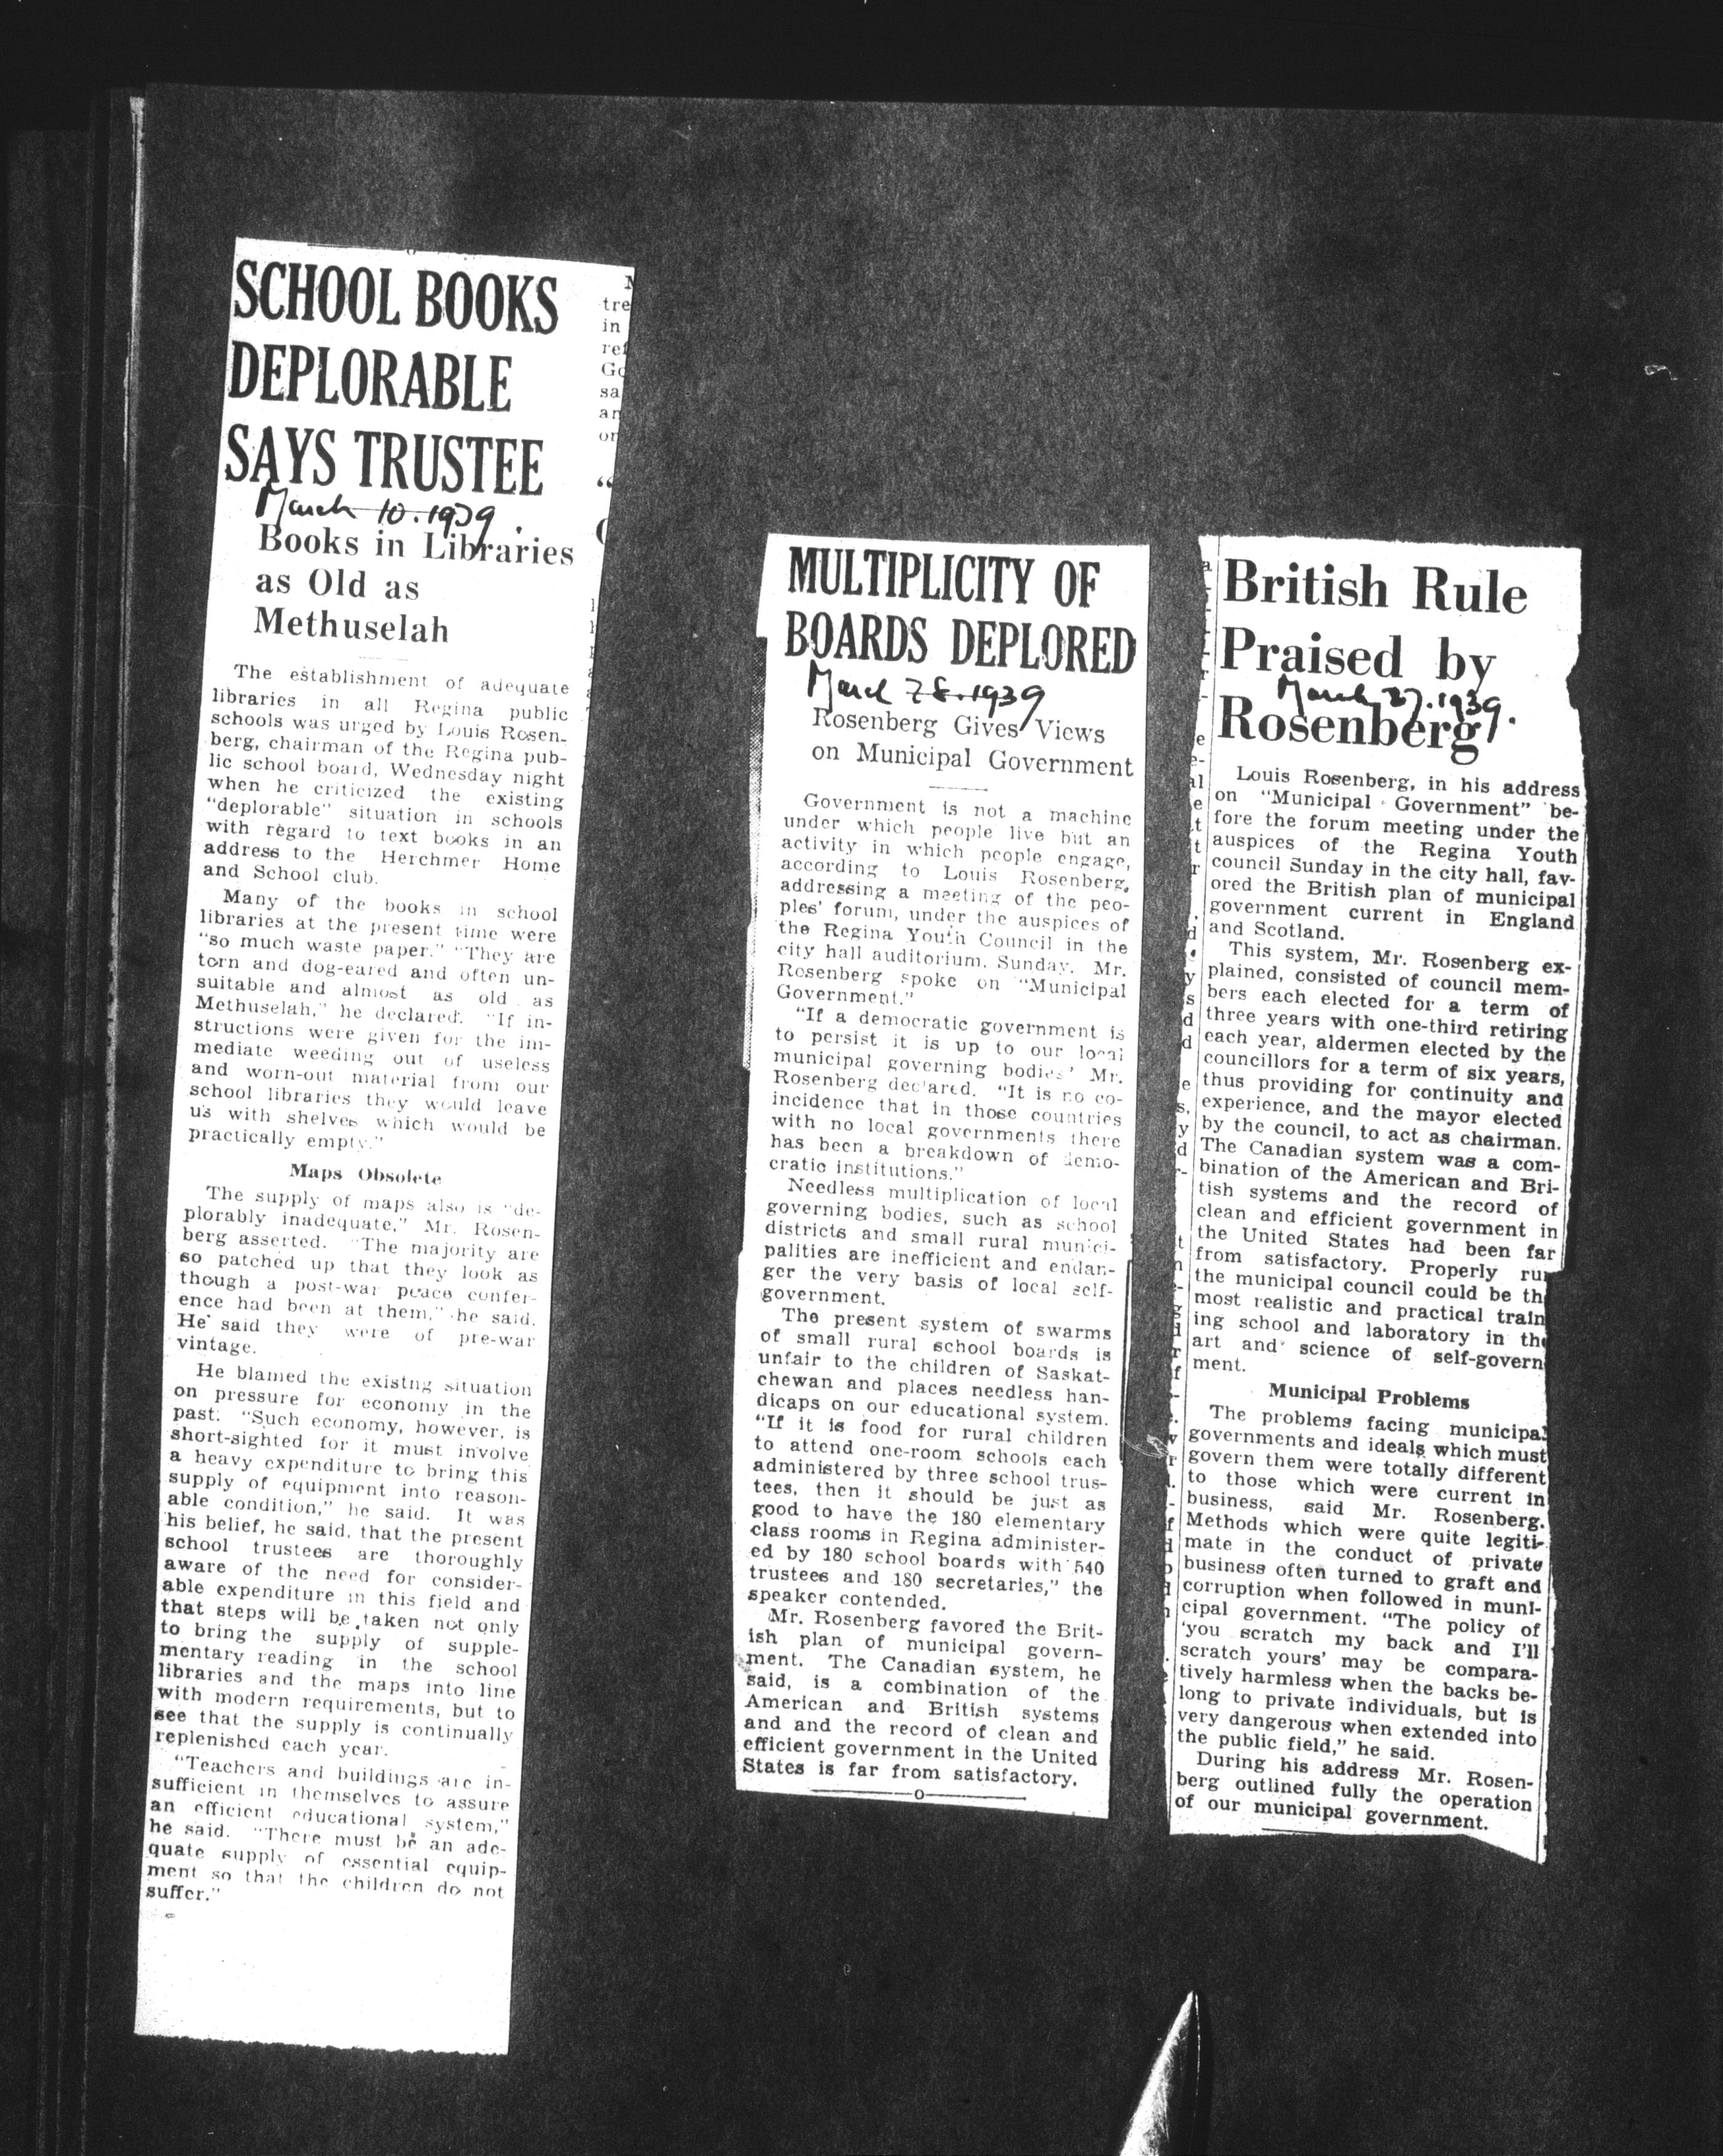 SCHOOL BOOKS
DEPLORABLE
SAYS TRUSTEE
March 10. 1939.
Books in Libraries
as Old as
Methuselah
The establishment of adequate
libraries in all Regina public
schools was urged by Louis Rosen-
berg, chairman of the Regina pub-
lic school board, Wednesday night
when he criticized the existing
"deplorable" situation in schools
with regard to text books in an
address to the Herchmer Home
and School club.
Many of the books in school
libraries at the present time were
"so much waste paper." "They are
torn and dog-eared and often un-
suitable and almost as old as
Methuselah," he declared. "If in-
structions were given for the im-
mediate weeding out of useless
and worn-out material from our
school libraries they would leave
us with shelves which would be
practically empty."
Maps Obsolete
The supply of maps also is "de-
plorably inadequate," Mr. Rosen-
berg asserted. "The majority are
so patched up that they look as
though a post-war peace confer-
ence had been at them," he said.
He said they were of pre-war
vintage.
He blamed the existng situation
on pressure for economy in the
past. "Such economy, however, is
short-sighted for it must involve
a heavy expenditure to bring this
supply of equipment into reason-
able condition," he said. It was
his belief, he said, that the present
school trustees are thoroughly
aware of the need for consider-
able expenditure in this field and
that steps will be taken not only
to bring the supply of supple-
mentary reading in the school
libraries and the maps into line
with modern requirements, but to
see that the supply is continually
replenished each year.
"Teachers and buildings are in-
sufficient in themselves to assure
an efficient educational system,"
he said. "There must be an ade-
quate supply of essential equip-
ment so that the children do not
suffer."
tre
in
ref
Go
sa
an
or
MULTIPLICITY OF
BOARDS DEPLORED
March 28. 1939
Rosenberg Gives Views
on Municipal Government
Government is not a machine
under which people live but an
activity in which people engage,
according to Louis Rosenberg,
addressing a meeting of the peo-
ples' forum, under the auspices of
the Regina Youth Council in the
city hall auditorium, Sunday. Mr.
Rosenberg spoke on "Municipal
Government."
"If a democratic government is
to persist it is up to our local
municipal governing bodies' Mr.
Rosenberg declared. "It is no co-
incidence that in those countries
with no local governments there
has been a breakdown of demo-
cratic institutions."
Needless multiplication of local
governing bodies, such as school
districts and small rural munici-
palities are inefficient and endan-
ger the very basis of local self-
government.
The present system of swarms
of small rural school boards is
unfair to the children of Saskat-
chewan and places needless han-
dicaps on our educational system.
"If it is food for rural children
to attend one-room schools each
administered by three school trus-
tees, then it should be just as
good to have the 180 elementary
class rooms in Regina administer-
ed by 180 school boards with 540
trustees and 180 secretaries," the
speaker contended.
Mr. Rosenberg favored the Brit-
ish plan of municipal govern-
ment. The Canadian system, he
said, is a combination of the
American and British systems
and and the record of clean and
efficient government in the United
States is far from satisfactory.
British Rule
Praised by
March 27. 1939.
Rosenberg
Louis Rosenberg, in his address
on "Municipal Government" be-
fore the forum meeting under the
auspices of the Regina Youth
council Sunday in the city hall, fav-
ored the British plan of municipal
government current in England
and Scotland.
This system, Mr. Rosenberg ex-
plained, consisted of council mem-
bers each elected for a term of
three years with one-third retiring
each year, aldermen elected by the
councillors for a term of six years,
thus providing for continuity and
experience, and the mayor elected
by the council, to act as chairman.
The Canadian system was a com-
bination of the American and Bri-
tish systems and the record of
clean and efficient government in
the United States had been far
from satisfactory. Properly run
the municipal council could be th
most realistic and practical train
ing school and laboratory in the
art and science of self-govern
ment.
Municipal Problems
The problems facing municipal
governments and ideals which must
govern them were totally different
to those which were current in
business, said Mr. Rosenberg.
Methods which were quite legiti-
mate in the conduct of private
business often turned to graft and
corruption when followed in muni-
cipal government. "The policy of
'you scratch my back and I'll
scratch yours' may be compara-
tively harmless when the backs be-
long to private individuals, but is
very dangerous when extended into
the public field," he said.
During his address Mr. Rosen-
berg outlined fully the operation
of our municipal government.